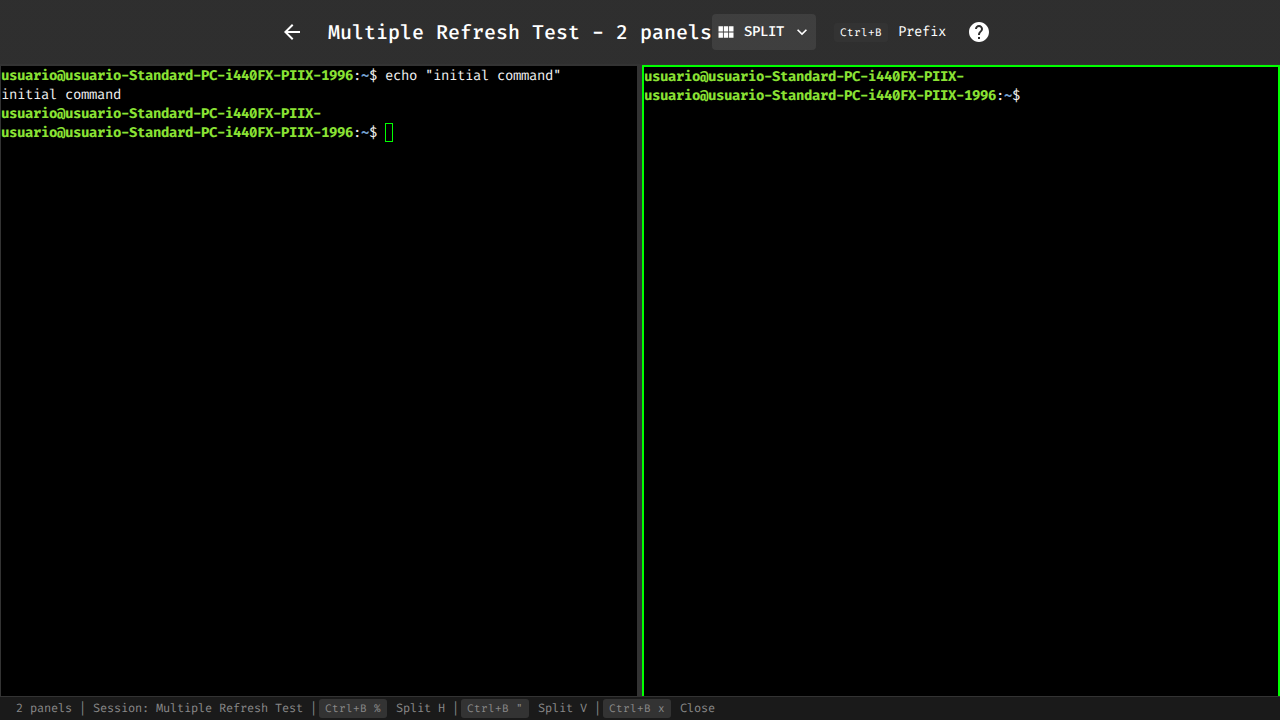 Multiple Refresh Test - 2 panels SPLIT Ctrl+B Prefix
usuario@usuario-Standard-PC-i440FX-PIIX-1996:~$ echo "initial command"
initial command
usuario@usuario-Standard-PC-i440FX-PIIX-
usuario@usuario-Standard-PC-i440FX-PIIX-1996:~$
usuario@usuario-Standard-PC-i440FX-PIIX-
usuario@usuario-Standard-PC-i440FX-PIIX-1996:~$
2 panels | Session: Multiple Refresh Test | Ctrl+B % Split H | Ctrl+B " Split V | Ctrl+B x Close